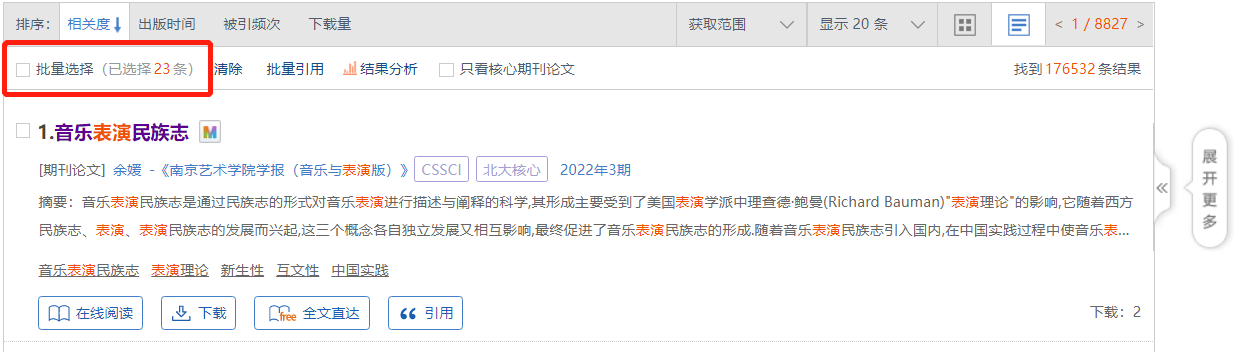 排序： 相关度 出版时间 被引频次 下载量 获取范围 显示 20 条 < 1 / 8827 >
批量选择 (已选择23条) 清除 批量引用 结果分析 只看核心期刊论文 找到176532条结果
1.音乐表演民族志 M
[期刊论文] 余媛 -《南京艺术学院学报（音乐与表演版）》 CSSCI 北大核心 2022年3期
摘要：音乐表演民族志是通过民族志的形式对音乐表演进行描述与阐释的科学,其形成主要受到了美国表演学派中理查德·鲍曼(Richard Bauman)"表演理论"的影响,它随着西方
民族志、表演、表演民族志的发展而兴起,这三个概念各自独立发展又相互影响,最终促进了音乐表演民族志的形成.随着音乐表演民族志引入国内,在中国实践过程中使音乐表...
音乐表演民族志 表演理论 新生性 互文性 中国实践
在线阅读 下载 free 全文直达 引用 下载：2
展开更多